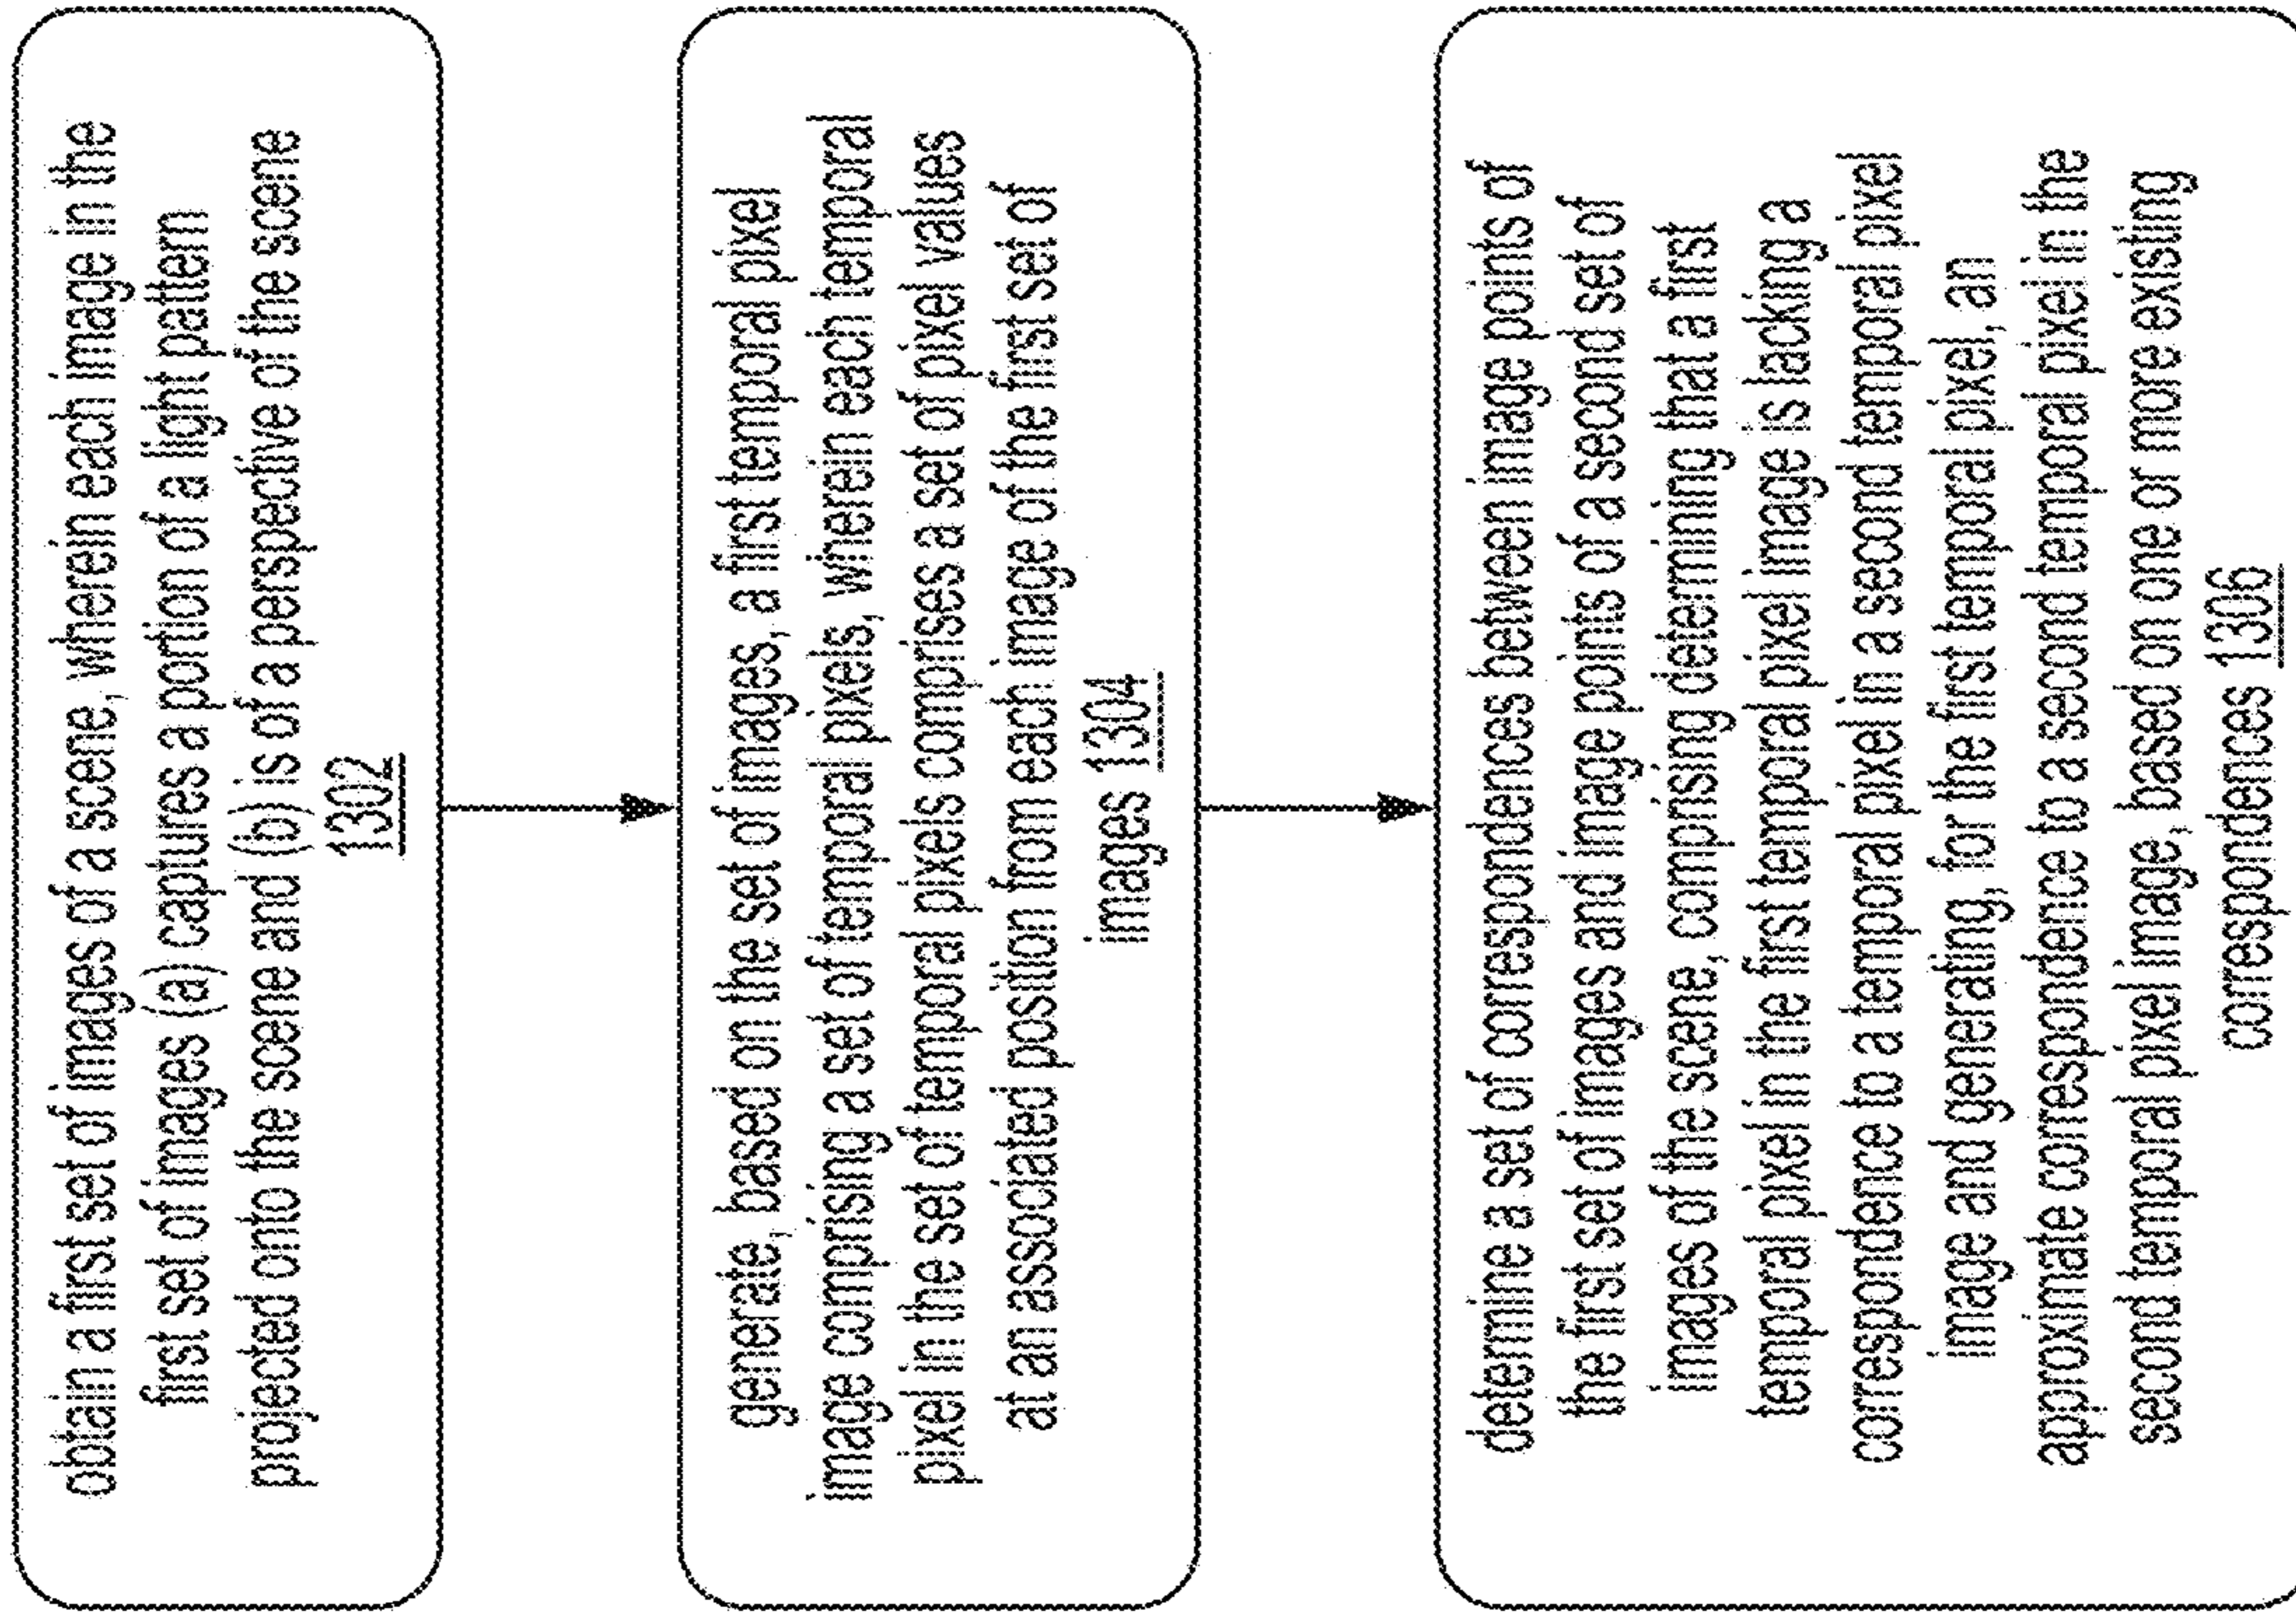 obtain a first set of images of a scene, wherein each image in the
first set of images (a) captures a portion of a light pattern
projected onto the scene and (b) is of a perspective of the scene
1302
generate, based on the set of images, a first temporal pixel
image comprising a set of temporal pixels, wherein each temporal
pixel in the set of temporal pixels comprises a set of pixel values
at an associated position from each image of the first set of
images 1304
determine a set of correspondences between image points of
the first set of images and image points of a second set of
images of the scene, comprising determining that a first
temporal pixel in the first temporal pixel image is lacking a
correspondence to a temporal pixel in a second temporal pixel
image and generating, for the first temporal pixel, an
approximate correspondence to a second temporal pixel in the
second temporal pixel image, based on one or more existing
correspondences 1306